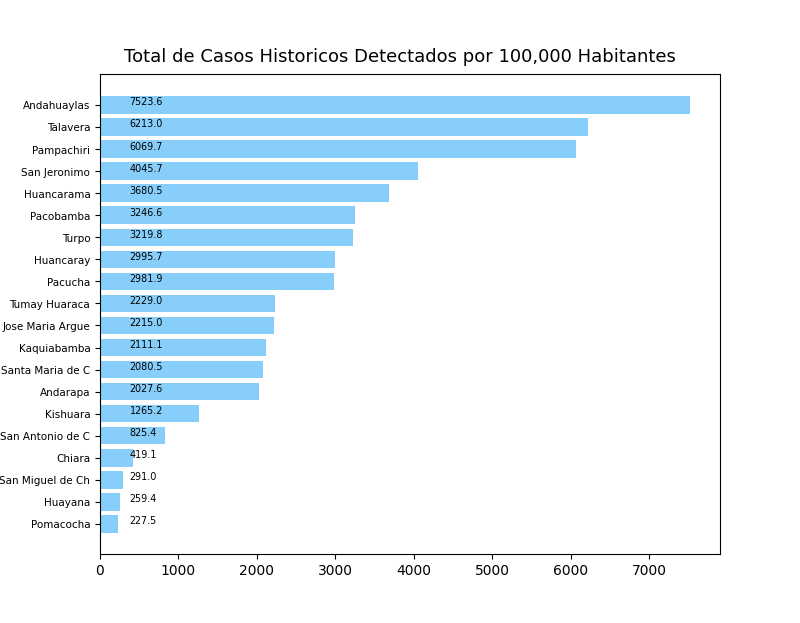 Total de Casos Historicos Detectados por 100,000 Habitantes
Andahuaylas 7523.6
Talavera 6213.0
Pampachiri 6069.7
San Jeronimo 4045.7
Huancarama 3680.5
Pacobamba 3246.6
Turpo 3219.8
Huancaray 2995.7
Pacucha 2981.9
Tumay Huaraca 2229.0
Jose Maria Argue 2215.0
Kaquiabamba 2111.1
Santa Maria de C 2080.5
Andarapa 2027.6
Kishuara 1265.2
San Antonio de C 825.4
Chiara 419.1
San Miguel de Ch 291.0
Huayana 259.4
Pomacocha 227.5
0 1000 2000 3000 4000 5000 6000 7000